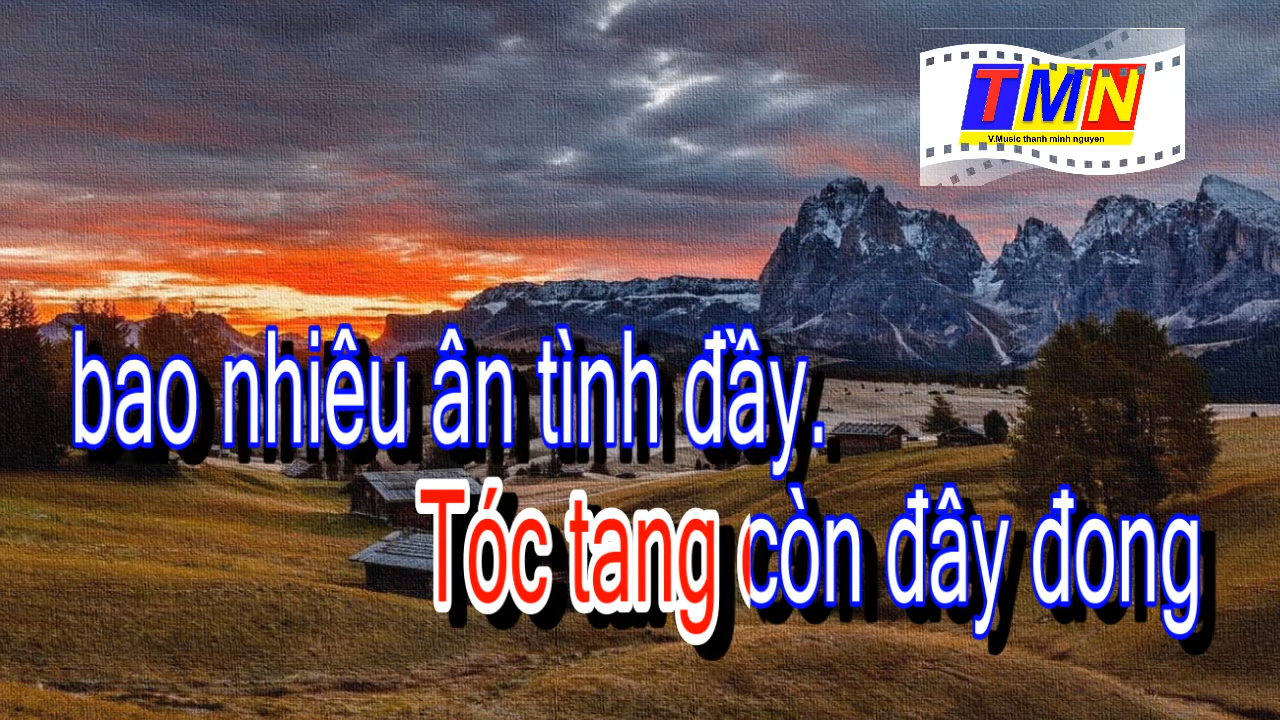 TMN
V.Music thanh minh nguyen
bao nhiêu ân tình đầy.
Tóc tang còn đây đong